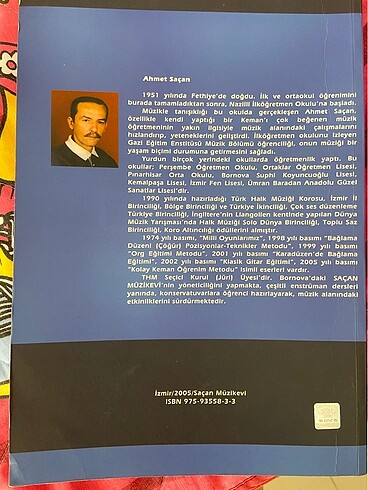 Ahmet Saçan
1951 yılında Fethiye'de doğdu. İlk ve ortaokul öğrenimini
burada tamamladıktan sonra, Nazilli İlköğretmen Okulu'na başladı.
Müzikle tanışıklığı bu okulda gerçekleşen Ahmet Saçan,
özellikle kendi yaptığı bir Keman'ı çok beğenen müzik
öğretmeninin yakın ilgisiyle müzik alanındaki çalışmalarını
hızlandırıp, yeteneklerini geliştirdi. İlköğretmen okulunu izleyen
Gazi Eğitim Enstitüsü Müzik Bölümü öğrenciliği, onun müziği bir
yaşam biçimi durumuna getirmesini sağladı.
Yurdun birçok yerindeki okullarda öğretmenlik yaptı. Bu
okullar; Perşembe Öğretmen Okulu, Ortaklar Öğretmen Lisesi,
Pınarhisar Orta Okulu, Bornova Suphi Koyuncuoğlu Lisesi,
Kemalpaşa Lisesi, İzmir Fen Lisesi, Ümran Baradan Anadolu Güzel
Sanatlar Lisesi'dir.
1990 yılında hazırladığı Türk Halk Müziği Korosu, İzmir İl
Birinciliği, Bölge Birinciliği ve Türkiye İkinciliği, Çok ses düzenleme
Türkiye Birinciliği, İngiltere'nin Llangollen kentinde yapılan Dünya
Müzik Yarışması'nda Halk Müziği Solo Dünya Birinciliği, Toplu Saz
Birinciliği, Koro Altıncılığı ödüllerini almıştır.
1974 yılı basımı, "Milli Oyunlarımız", 1998 yılı basımı "Bağlama
Düzeni (Çöğür) Pozisyonlar-Teknikler Metodu", 1999 yılı basımı
"Org Eğitimi Metodu", 2001 yılı basımı "Karadüzen'de Bağlama
Eğitimi", 2002 yılı basımı "Klasik Gitar Eğitimi", 2005 yılı basımı
"Kolay Keman Öğrenim Metodu" isimli eserleri vardır.
THM Seçici Kurul (Jüri) Üyesi'dir. Bornova'daki SAÇAN
MÜZİKEVİ'nin yöneticiliğini yapmakta, çeşitli enstrüman dersleri
yanında, konservatuvarlara öğrenci hazırlayarak, müzik alanındaki
etkinliklerini sürdürmektedir.
İzmir/2005/Saçan Müzikevi
ISBN 975-93558-3-3